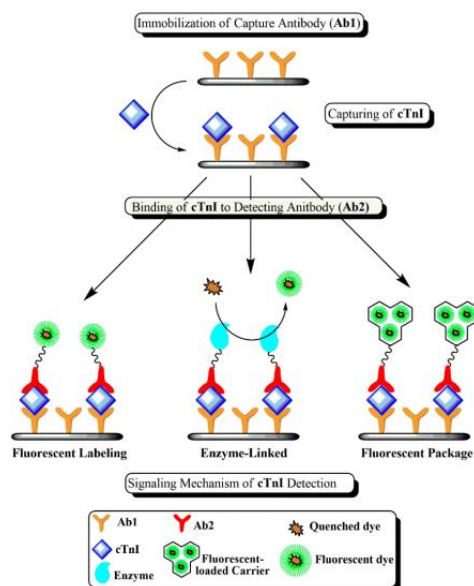 Immobilization of Capture Antibody (Ab1)
Capturing of cTnI
Binding of cTnI to Detecting Anitbody (Ab2)
Fluorescent Labeling
Enzyme-Linked
Fluorescent Package
Signaling Mechanism of cTnI Detection
Ab1
Ab2
Quenched dye
cTnI
Fluorescent-
loaded Carrier
Fluorescent dye
Enzyme